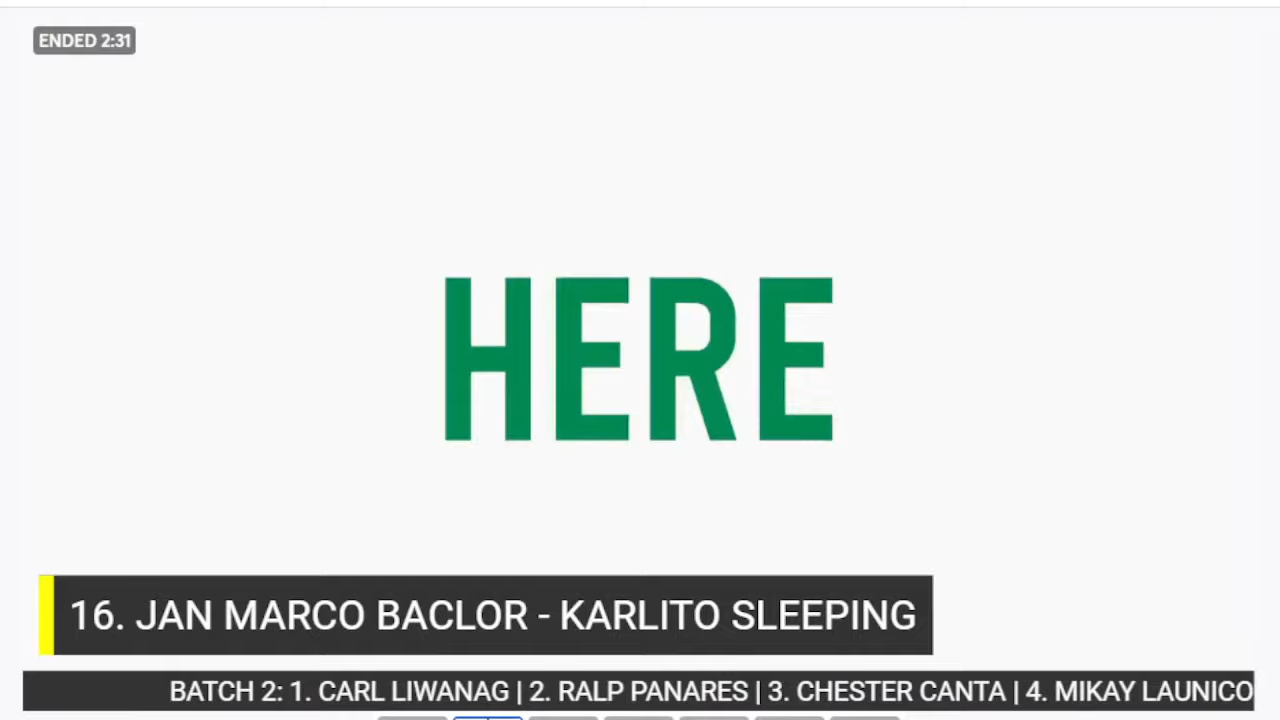 ENDED 2:31
HERE
16. JAN MARCO BACLOR - KARLITO SLEEPING
BATCH 2: 1. CARL LIWANAG | 2. RALP PANARES | 3. CHESTER CANTA | 4. MIKAY LAUNICO